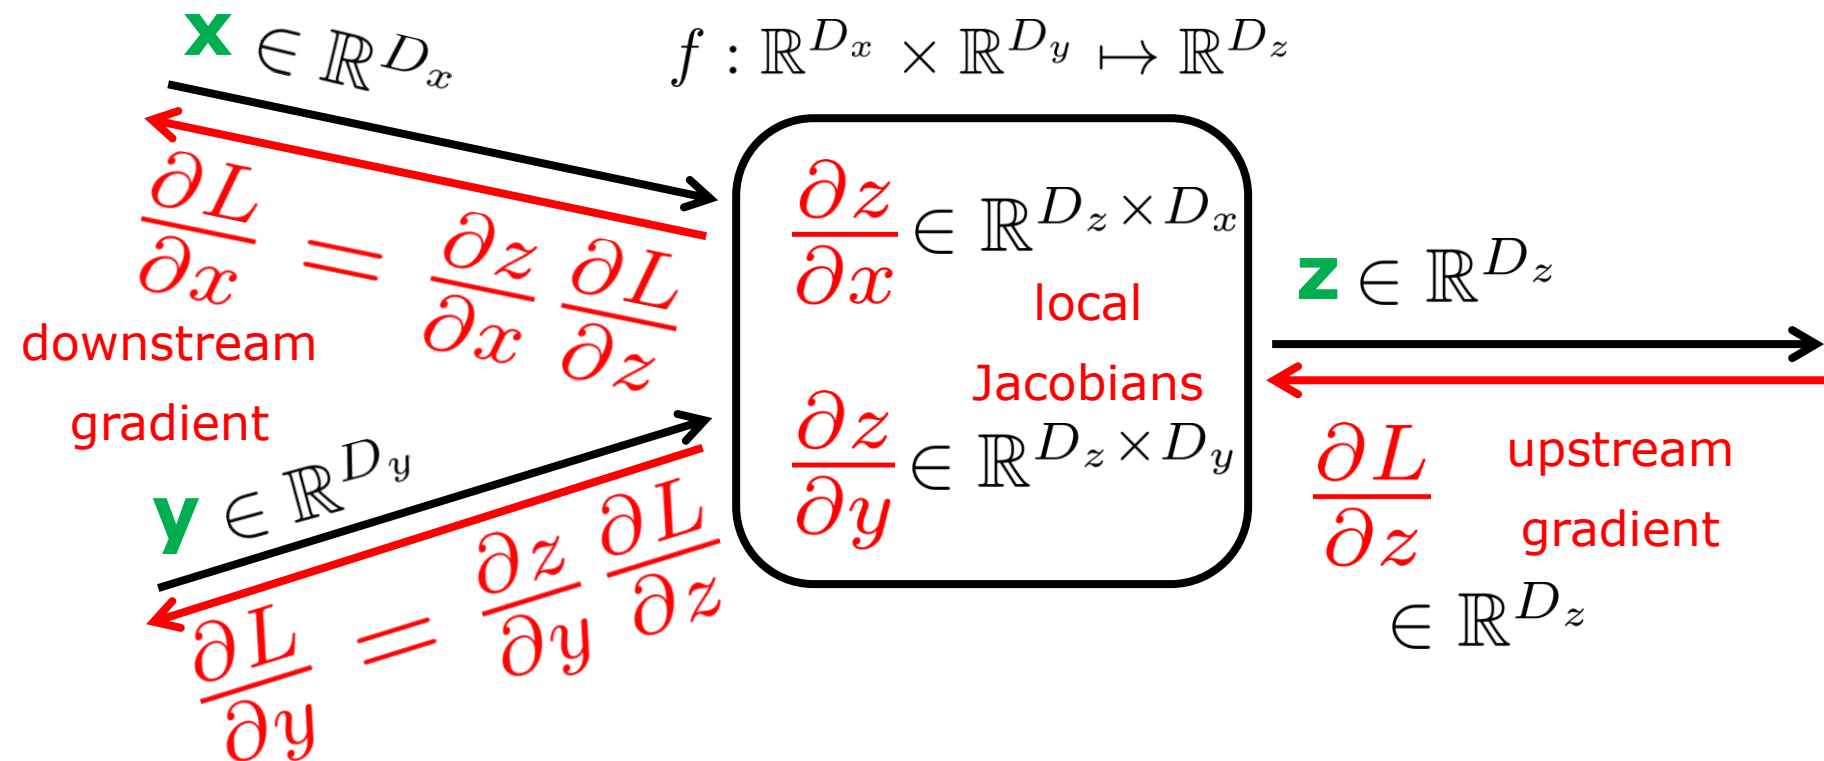 x ∈ ℝ^{D_x}
f : ℝ^{D_x} × ℝ^{D_y} ↦ ℝ^{D_z}
∂L/∂x = ∂z/∂x ∂L/∂z
downstream
gradient
y ∈ ℝ^{D_y}
∂L/∂y = ∂z/∂y ∂L/∂z
∂z/∂x ∈ ℝ^{D_z × D_x}
local
Jacobians
∂z/∂y ∈ ℝ^{D_z × D_y}
z ∈ ℝ^{D_z}
∂L/∂z
upstream
gradient
∈ ℝ^{D_z}